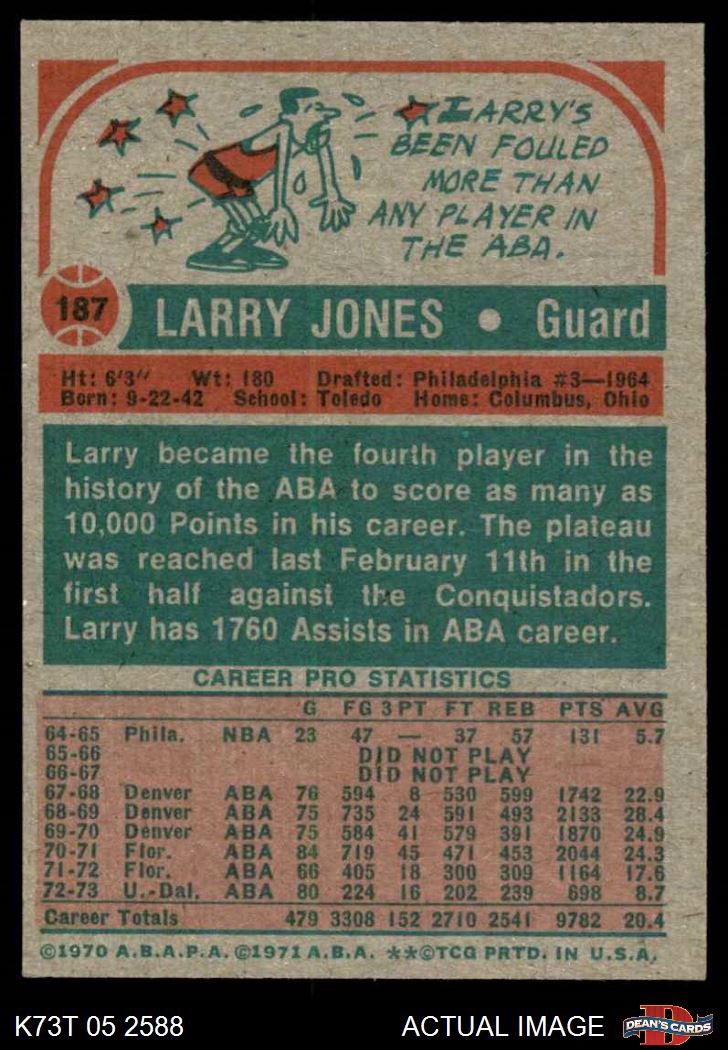 LARRY'S
BEEN FOULED
MORE THAN
ANY PLAYER IN
THE ABA.
187 LARRY JONES • Guard
Ht: 6'3" Wt: 180 Drafted: Philadelphia #3—1964
Born: 9-22-42 School: Toledo Home: Columbus, Ohio
Larry became the fourth player in the
history of the ABA to score as many as
10,000 Points in his career. The plateau
was reached last February 11th in the
first half against the Conquistadors.
Larry has 1760 Assists in ABA career.
CAREER PRO STATISTICS
G FG 3PT FT REB PTS AVG
64-65 Phila. NBA 23 47 — 37 57 131 5.7
65-66 DID NOT PLAY
66-67 DID NOT PLAY
67-68 Denver ABA 76 594 8 530 599 1742 22.9
68-69 Denver ABA 75 735 24 591 493 2133 28.4
69-70 Denver ABA 75 584 41 579 391 1870 24.9
70-71 Flor. ABA 84 719 45 471 453 2044 24.3
71-72 Flor. ABA 66 405 18 300 309 1164 17.6
72-73 U.-Dal. ABA 80 224 16 202 239 698 8.7
Career Totals 479 3308 152 2710 2541 9782 20.4
©1970 A.B.A.P.A. ©1971 A.B.A. **©TCG PRTD. IN U.S.A.
K73T 05 2588 ACTUAL IMAGE D DEAN'S CARDS